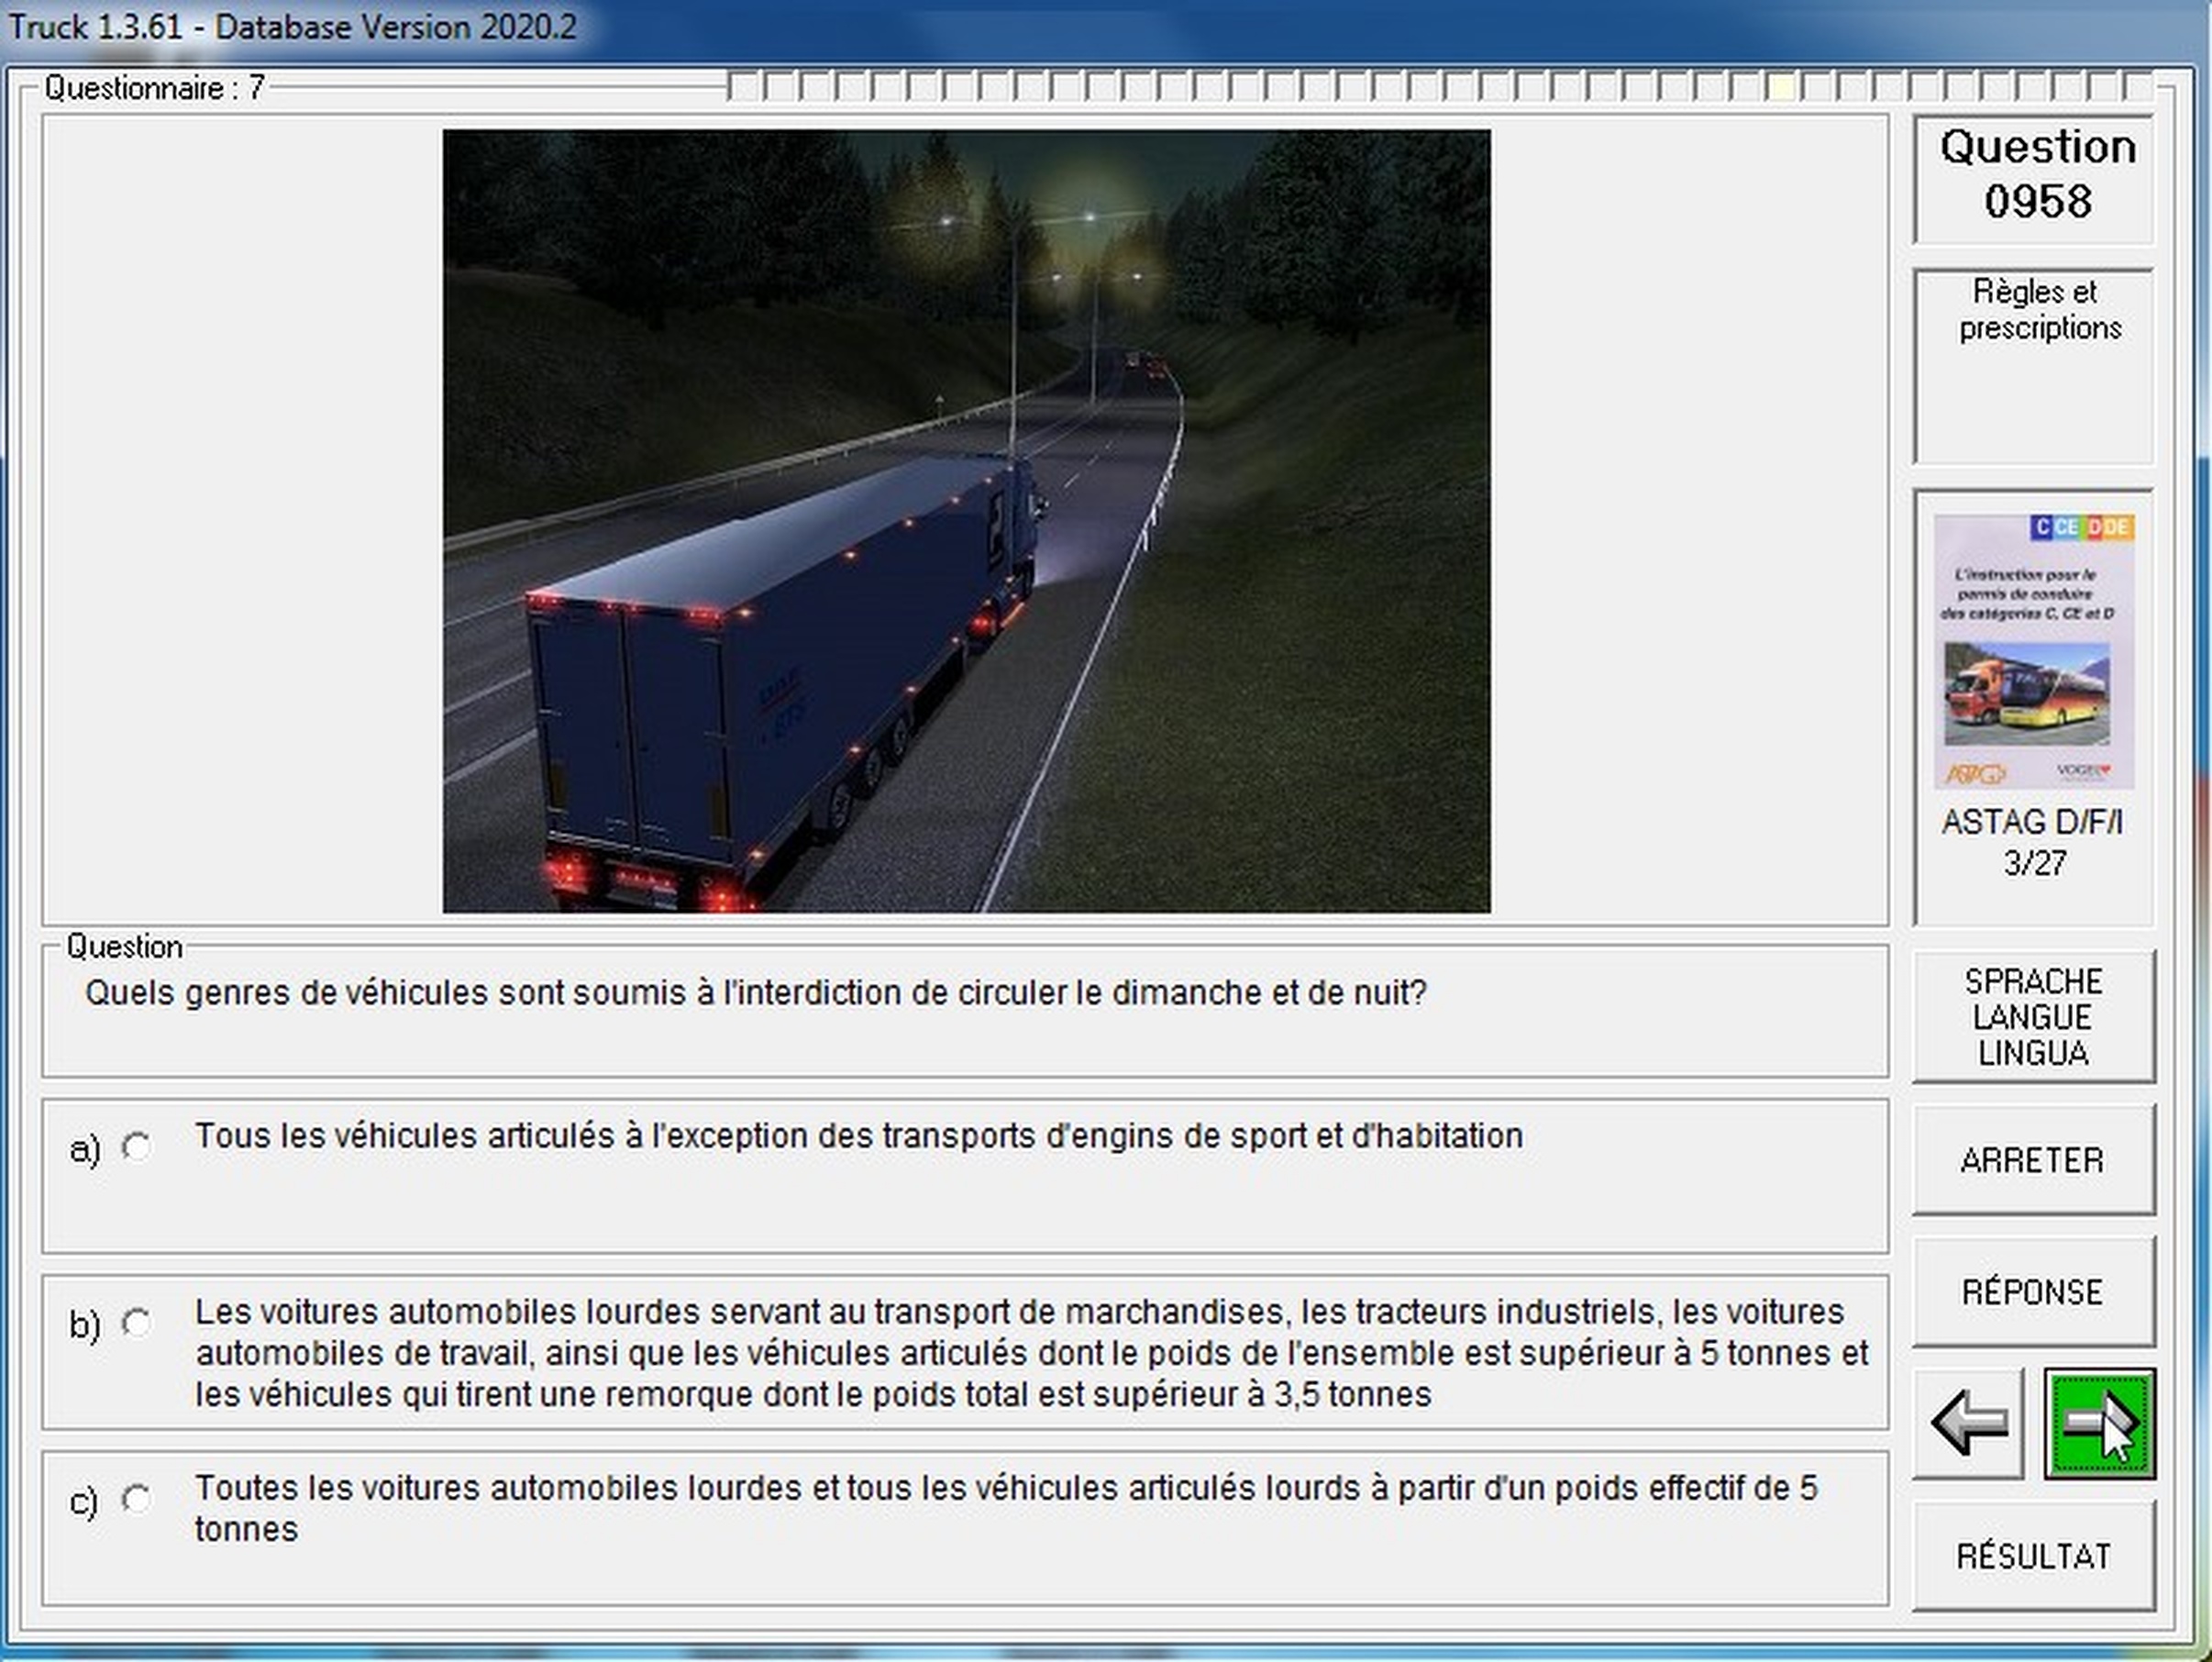 Truck 1.3.61 - Database Version 2020.2
Questionnaire : 7
Question
0958
Règles et
prescriptions
C CE D DE
L'instruction pour le
permis de conduire
des catégories C, CE et D
ASTAG
VOGEL
ASTAG D/F/I
3/27
Question
Quels genres de véhicules sont soumis à l'interdiction de circuler le dimanche et de nuit?
a) Tous les véhicules articulés à l'exception des transports d'engins de sport et d'habitation
b) Les voitures automobiles lourdes servant au transport de marchandises, les tracteurs industriels, les voitures
automobiles de travail, ainsi que les véhicules articulés dont le poids de l'ensemble est supérieur à 5 tonnes et
les véhicules qui tirent une remorque dont le poids total est supérieur à 3,5 tonnes
c) Toutes les voitures automobiles lourdes et tous les véhicules articulés lourds à partir d'un poids effectif de 5
tonnes
SPRACHE
LANGUE
LINGUA
ARRETER
RÉPONSE
RÉSULTAT